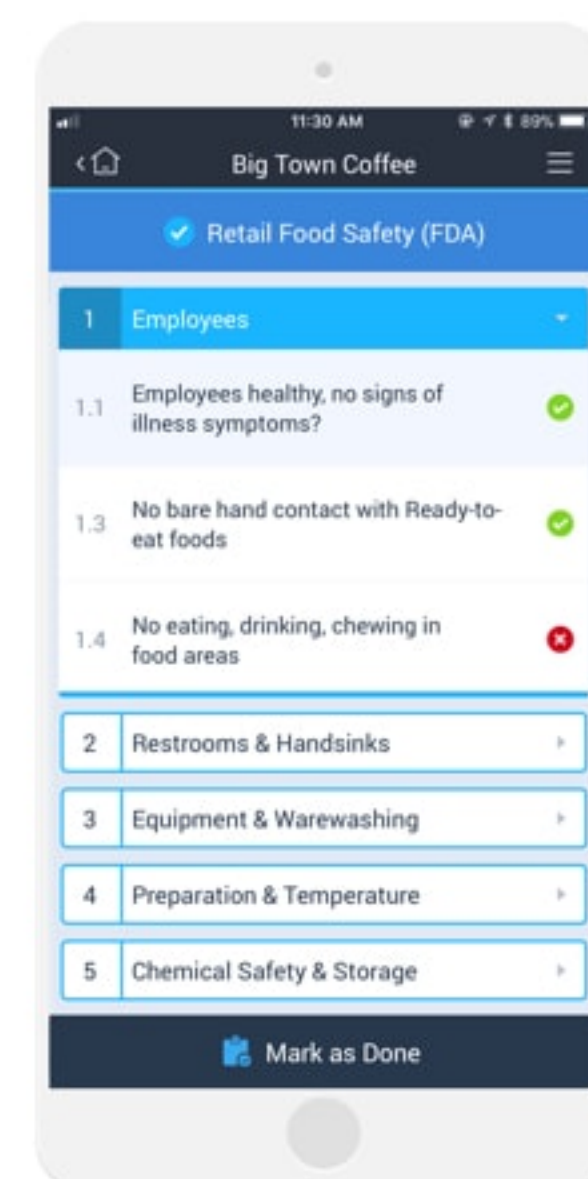 11:30 AM 89%
Big Town Coffee
Retail Food Safety (FDA)
1 Employees
1.1 Employees healthy, no signs of
illness symptoms?
1.3 No bare hand contact with Ready-to-
eat foods
1.4 No eating, drinking, chewing in
food areas
2 Restrooms & Handsinks
3 Equipment & Warewashing
4 Preparation & Temperature
5 Chemical Safety & Storage
Mark as Done